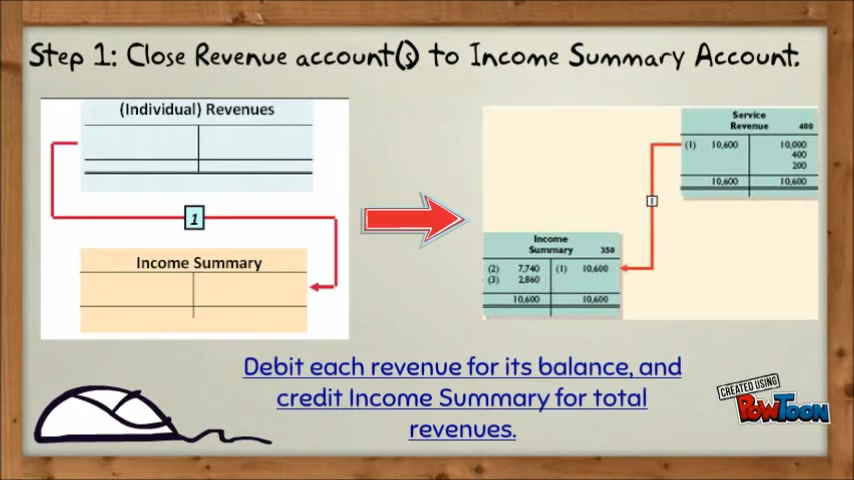 Step 1: Close Revenue account(s) to Income Summary Account.
(Individual) Revenues
1
Income Summary
Service
Revenue 400
(1) 10,600 10,000
400
200
10,600 10,600
1
Income
Summary 350
(2) 7,740 (1) 10,600
(3) 2,860
10,600 10,600
Debit each revenue for its balance, and
credit Income Summary for total
revenues.
CREATED USING
POWTOON